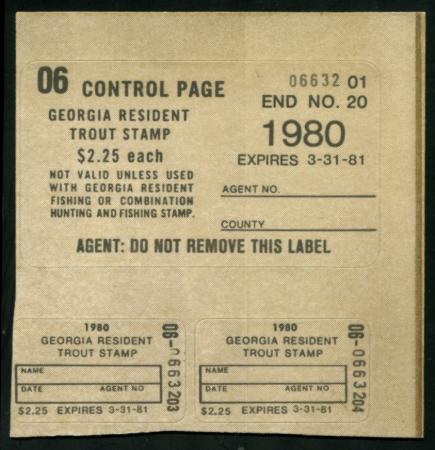 06 CONTROL PAGE
06632 01
END NO. 20
GEORGIA RESIDENT
TROUT STAMP
$2.25 each
1980
EXPIRES 3-31-81
NOT VALID UNLESS USED
WITH GEORGIA RESIDENT
FISHING OR COMBINATION
HUNTING AND FISHING STAMP.
AGENT NO.
COUNTY
AGENT: DO NOT REMOVE THIS LABEL
1980
GEORGIA RESIDENT
TROUT STAMP
NAME
DATE AGENT NO
$2.25 EXPIRES 3-31-81
06-0663203
1980
GEORGIA RESIDENT
TROUT STAMP
NAME
DATE AGENT NO.
$2.25 EXPIRES 3-31-81
06-0663204